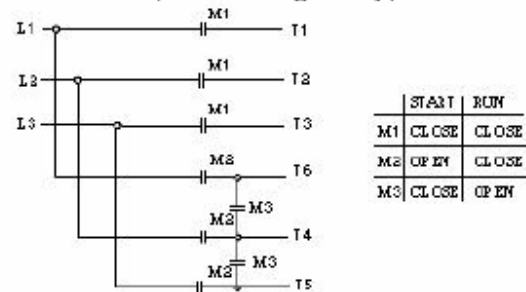 M1
L1 T1
M1
L2 T2
M1
L3 T3
M2
T6
M3
M2
T4
M3
M2
T5
START RUN
M1 CLOSE CLOSE
M2 OPEN CLOSE
M3 CLOSE OPEN